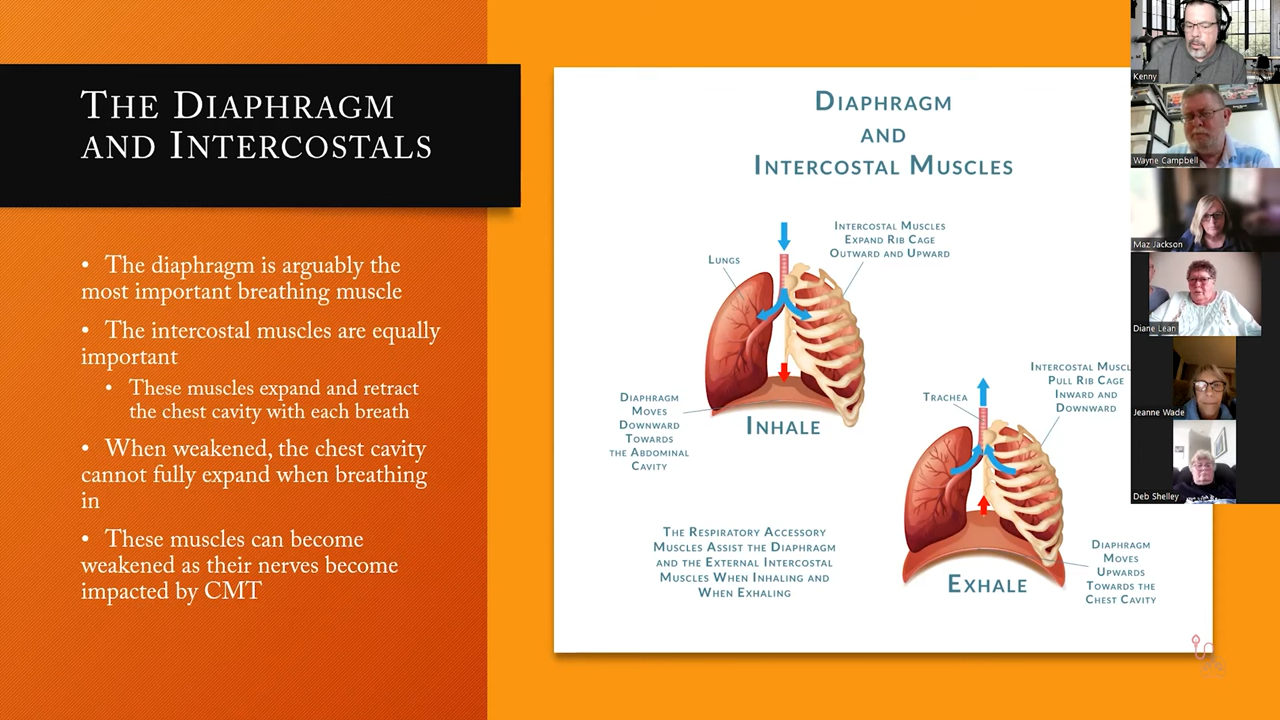 THE DIAPHRAGM
AND INTERCOSTALS
• The diaphragm is arguably the
most important breathing muscle
• The intercostal muscles are equally
important
• These muscles expand and retract
the chest cavity with each breath
• When weakened, the chest cavity
cannot fully expand when breathing
in
• These muscles can become
weakened as their nerves become
impacted by CMT
DIAPHRAGM
AND
INTERCOSTAL MUSCLES
LUNGS
INTERCOSTAL MUSCLES
EXPAND RIB CAGE
OUTWARD AND UPWARD
DIAPHRAGM
MOVES
DOWNWARD
TOWARDS
THE ABDOMINAL
CAVITY
INHALE
TRACHEA
INTERCOSTAL MUSCL
PULL RIB CAGE
INWARD AND
DOWNWARD
THE RESPIRATORY ACCESSORY
MUSCLES ASSIST THE DIAPHRAGM
AND THE EXTERNAL INTERCOSTAL
MUSCLES WHEN INHALING AND
WHEN EXHALING
EXHALE
DIAPHRAGM
MOVES
UPWARDS
TOWARDS THE
CHEST CAVITY
Kenny
Wayne Campbell
Maz Jackson
Diane Lean
Jeanne Wade
Deb Shelley